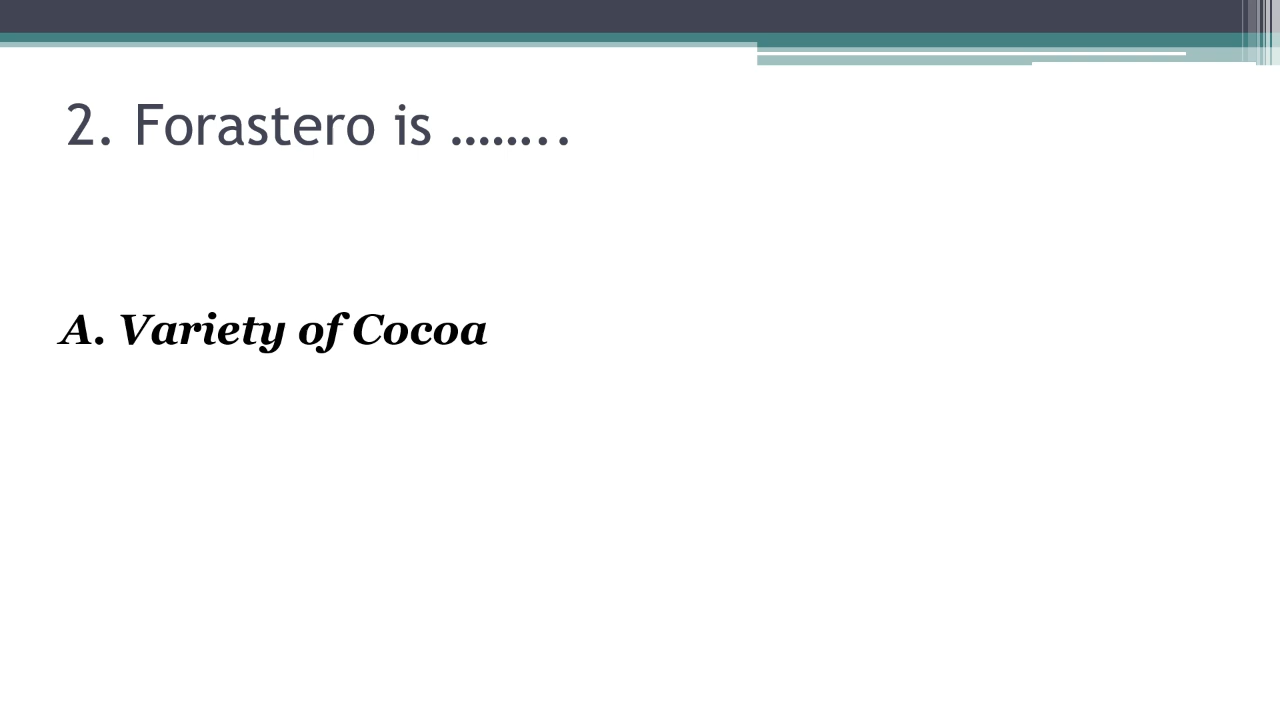 2. Forastero is ……..
A. Variety of Cocoa